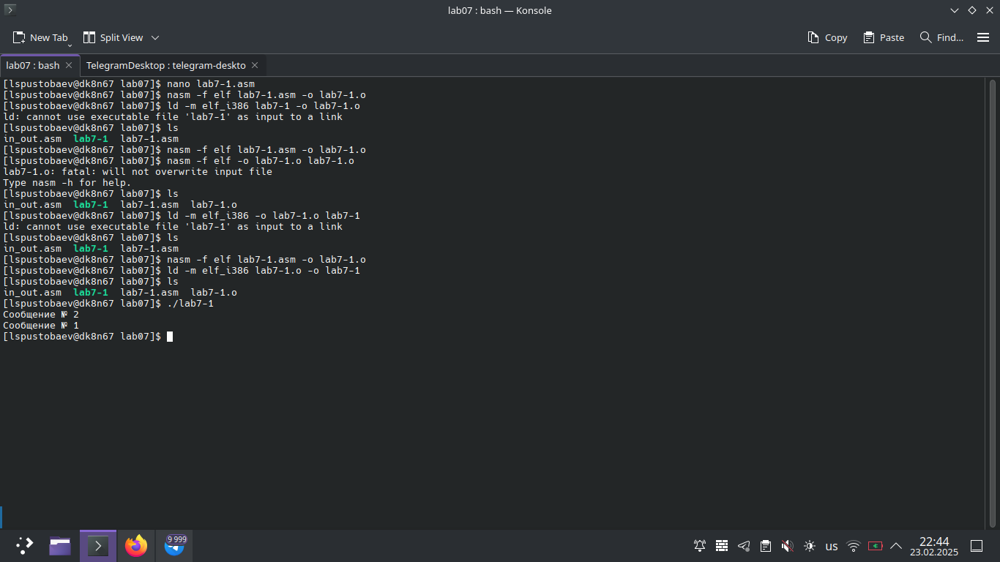 lab07 : bash — Konsole
New Tab Split View Copy Paste Find...
lab07 : bash TelegramDesktop : telegram-deskto
[lspustobaev@dk8n67 lab07]$ nano lab7-1.asm
[lspustobaev@dk8n67 lab07]$ nasm -f elf lab7-1.asm -o lab7-1.o
[lspustobaev@dk8n67 lab07]$ ld -m elf_i386 lab7-1 -o lab7-1.o
ld: cannot use executable file 'lab7-1' as input to a link
[lspustobaev@dk8n67 lab07]$ ls
in_out.asm  lab7-1  lab7-1.asm
[lspustobaev@dk8n67 lab07]$ nasm -f elf lab7-1.asm -o lab7-1.o
[lspustobaev@dk8n67 lab07]$ nasm -f elf -o lab7-1.o lab7-1.o
lab7-1.o: fatal: will not overwrite input file
Type nasm -h for help.
[lspustobaev@dk8n67 lab07]$ ls
in_out.asm  lab7-1  lab7-1.asm  lab7-1.o
[lspustobaev@dk8n67 lab07]$ ld -m elf_i386 -o lab7-1.o lab7-1
ld: cannot use executable file 'lab7-1' as input to a link
[lspustobaev@dk8n67 lab07]$ ls
in_out.asm  lab7-1  lab7-1.asm
[lspustobaev@dk8n67 lab07]$ nasm -f elf lab7-1.asm -o lab7-1.o
[lspustobaev@dk8n67 lab07]$ ld -m elf_i386 lab7-1.o -o lab7-1
[lspustobaev@dk8n67 lab07]$ ls
in_out.asm  lab7-1  lab7-1.asm  lab7-1.o
[lspustobaev@dk8n67 lab07]$ ./lab7-1
Сообщение № 2
Сообщение № 1
[lspustobaev@dk8n67 lab07]$
9 999
us
22:44
23.02.2025